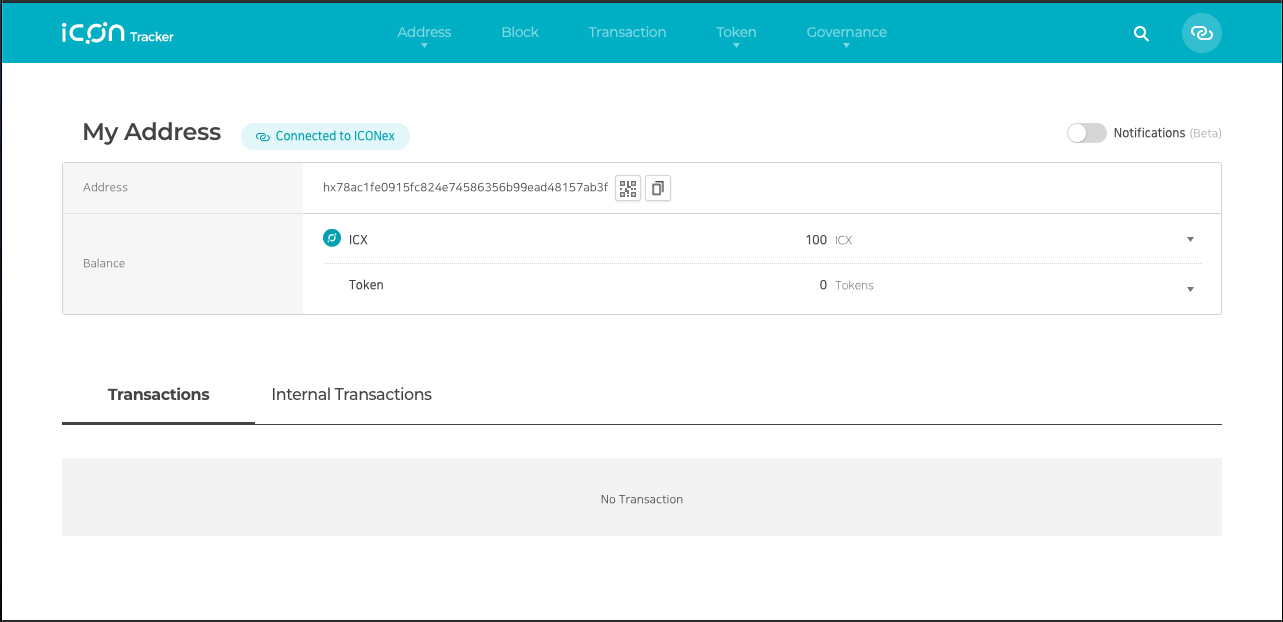 icon Tracker
Address Block Transaction Token Governance
My Address Connected to ICONex Notifications (Beta)
Address hx78ac1fe0915fc824e74586356b99ead48157ab3f
Balance
ICX 100 ICX
Token 0 Tokens
Transactions Internal Transactions
No Transaction